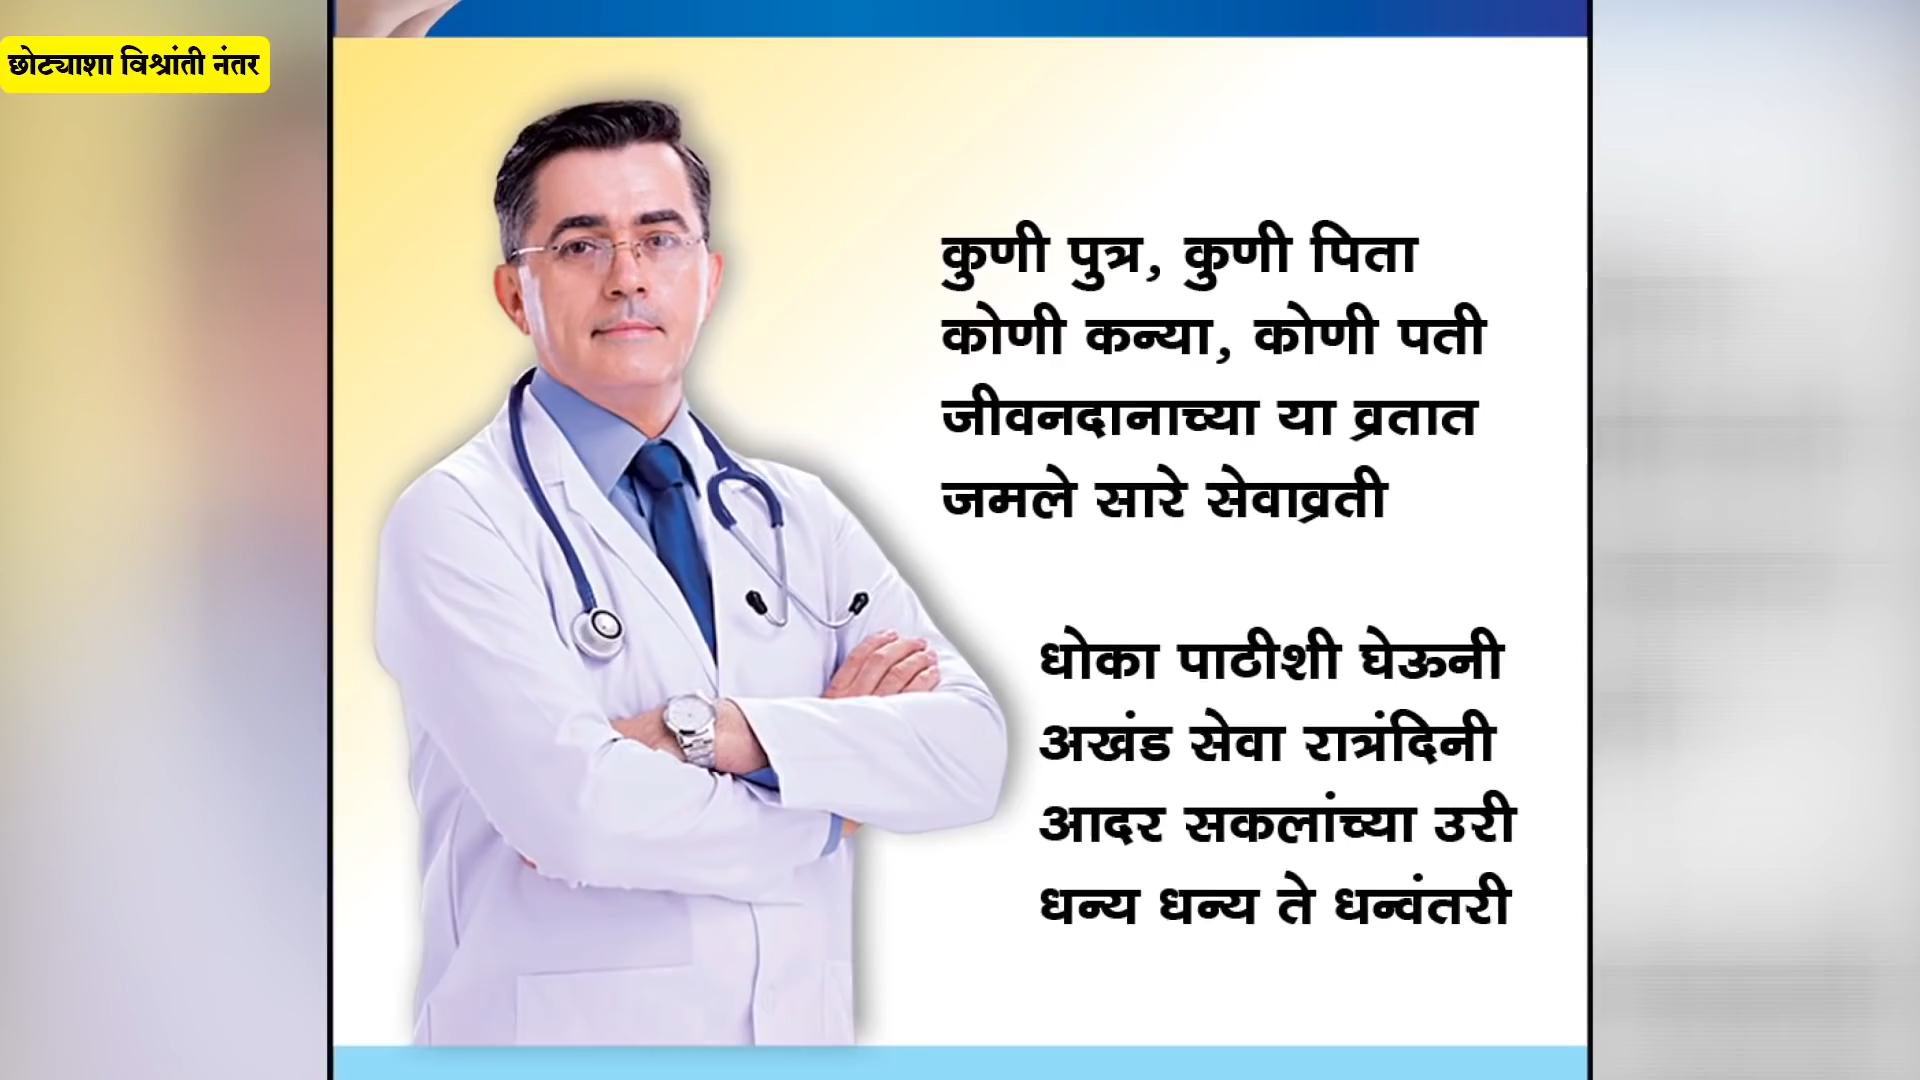 छोट्याशा विश्रांती नंतर
कुणी पुत्र, कुणी पिता
कोणी कन्या, कोणी पती
जीवनदानाच्या या व्रतात
जमले सारे सेवाव्रती
धोका पाठीशी घेऊनी
अखंड सेवा रात्रंदिनी
आदर सकलांच्या उरी
धन्य धन्य ते धन्वंतरी